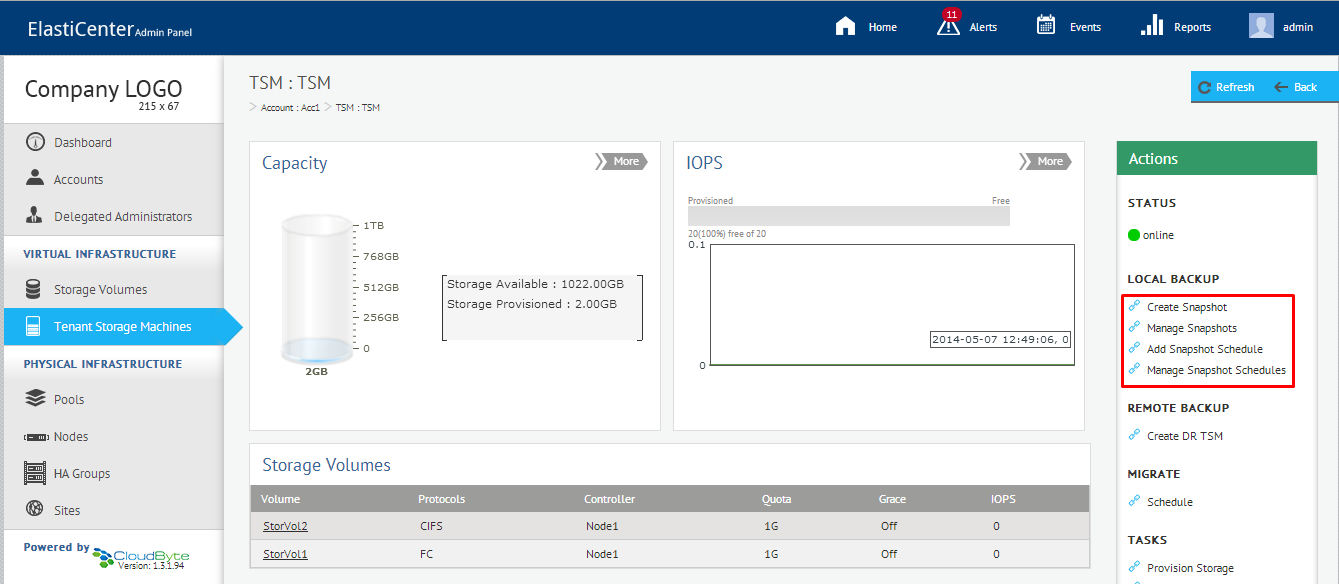 ElastiCenter Admin Panel
Home
11
Alerts
Events
Reports
admin
Company LOGO
215 x 67
Dashboard
Accounts
Delegated Administrators
VIRTUAL INFRASTRUCTURE
Storage Volumes
Tenant Storage Machines
PHYSICAL INFRASTRUCTURE
Pools
Nodes
HA Groups
Sites
Powered by CloudByte
Version: 1.3.1.94
TSM : TSM
> Account : Acc1 > TSM : TSM
Refresh
Back
Capacity
More
1TB
768GB
512GB
256GB
0
2GB
Storage Available : 1022.00GB
Storage Provisioned : 2.00GB
IOPS
More
Provisioned Free
20(100%) free of 20
0.1
2014-05-07 12:49:06, 0
0
Storage Volumes
Volume Protocols Controller Quota Grace IOPS
StorVol2 CIFS Node1 1G Off 0
StorVol1 FC Node1 1G Off 0
Actions
STATUS
online
LOCAL BACKUP
Create Snapshot
Manage Snapshots
Add Snapshot Schedule
Manage Snapshot Schedules
REMOTE BACKUP
Create DR TSM
MIGRATE
Schedule
TASKS
Provision Storage